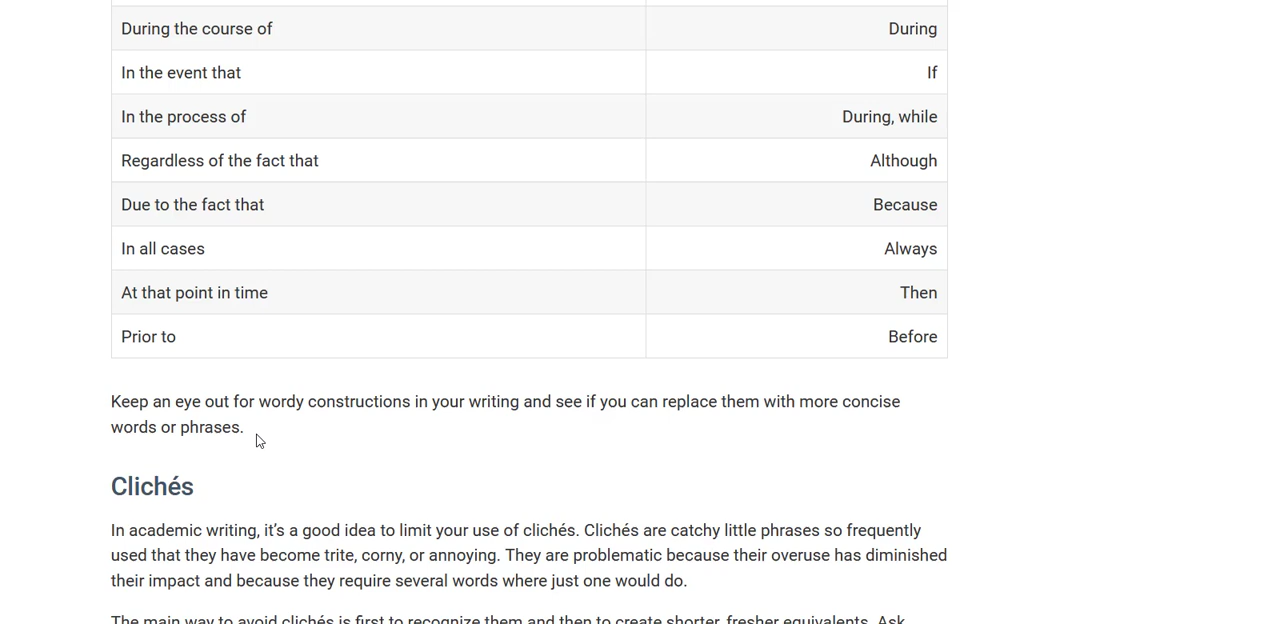 During the course of During
In the event that If
In the process of During, while
Regardless of the fact that Although
Due to the fact that Because
In all cases Always
At that point in time Then
Prior to Before
Keep an eye out for wordy constructions in your writing and see if you can replace them with more concise
words or phrases.
Clichés
In academic writing, it’s a good idea to limit your use of clichés. Clichés are catchy little phrases so frequently
used that they have become trite, corny, or annoying. They are problematic because their overuse has diminished
their impact and because they require several words where just one would do.
The main way to avoid clichés is first to recognize them and then to create shorter, fresher equivalents. Ask